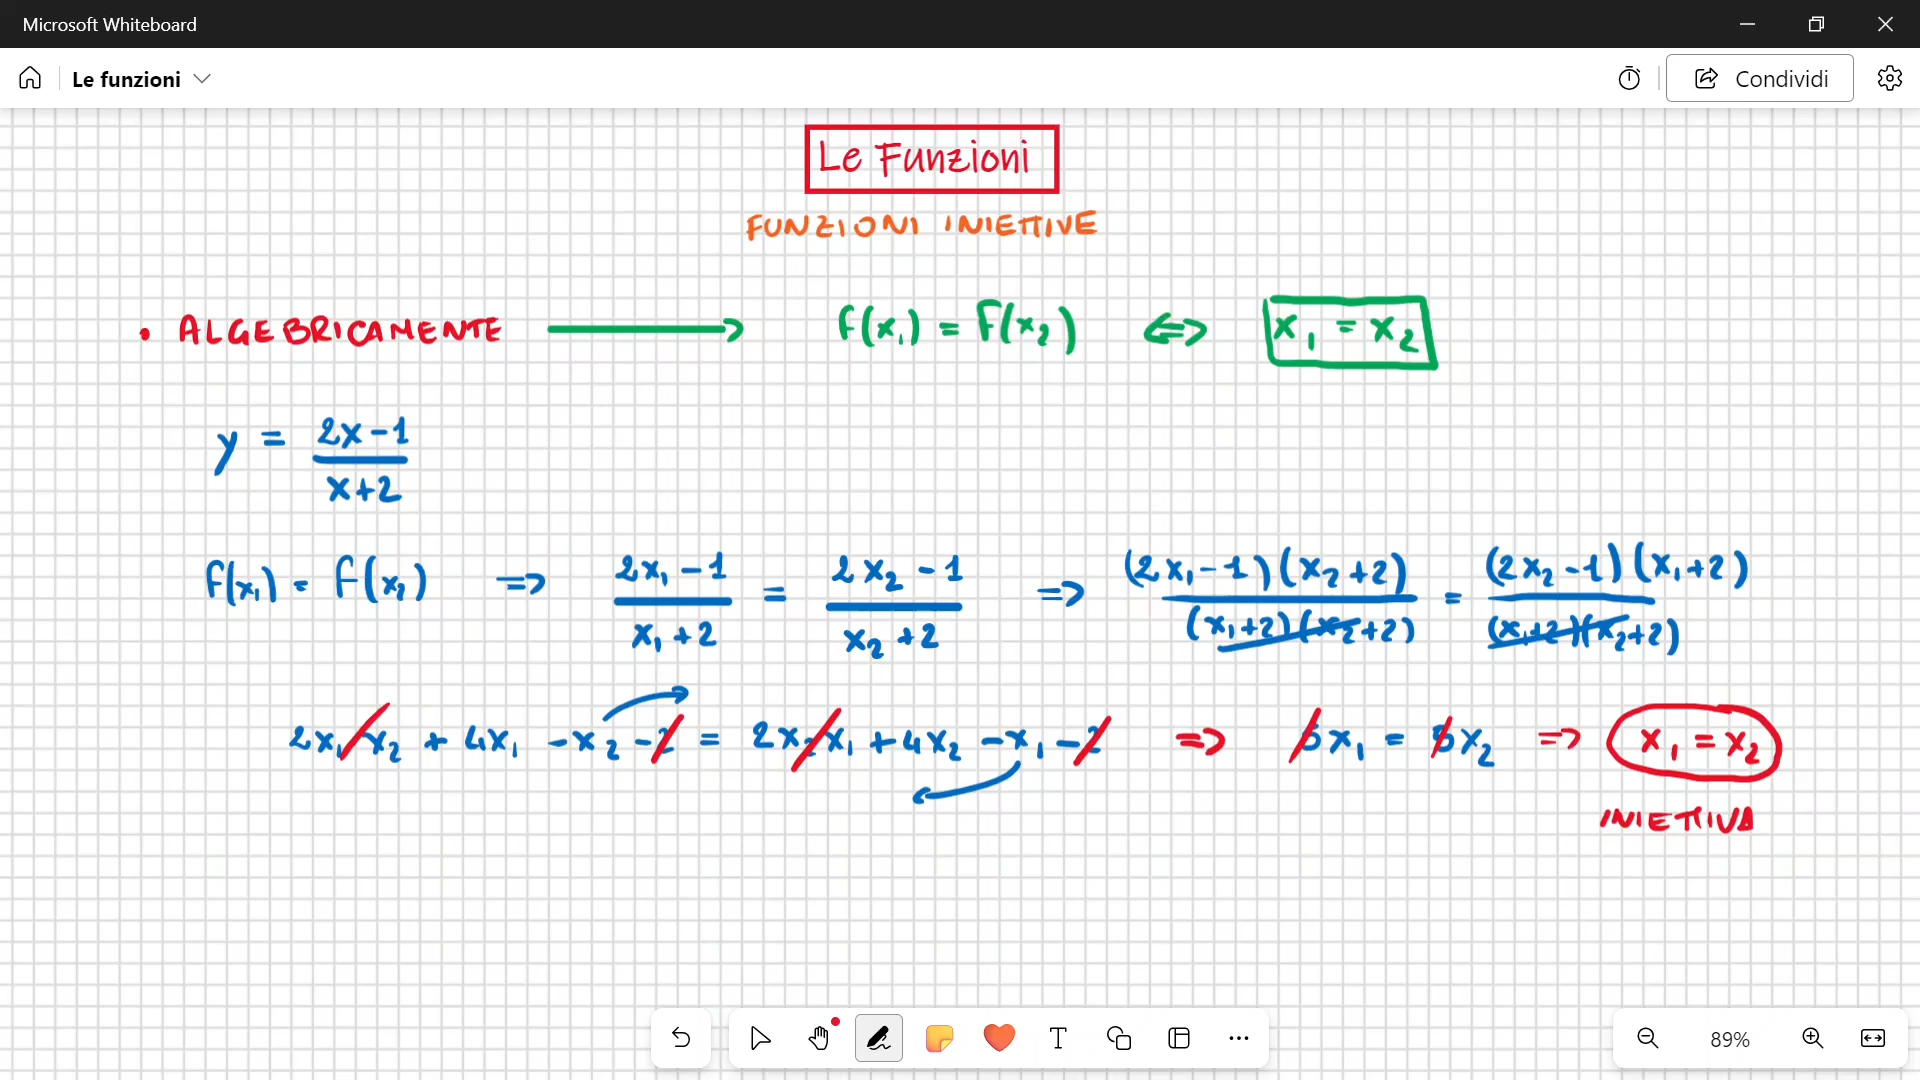 Microsoft Whiteboard
Le funzioni
Condividi
Le Funzioni
FUNZIONI INIETTIVE
• ALGEBRICAMENTE → f(x₁) = f(x₂) ⟺ x₁ = x₂
y = (2x-1)/(x+2)
f(x₁) = f(x₂) => (2x₁-1)/(x₁+2) = (2x₂-1)/(x₂+2) => (2x₁-1)(x₂+2)/(x₁+2)(x₂+2) = (2x₂-1)(x₁+2)/(x₁+2)(x₂+2)
2x₁x₂ + 4x₁ -x₂ -2 = 2x₂x₁ +4x₂ -x₁ -2 => 5x₁ = 5x₂ => x₁ = x₂
INIETTIVA
89%